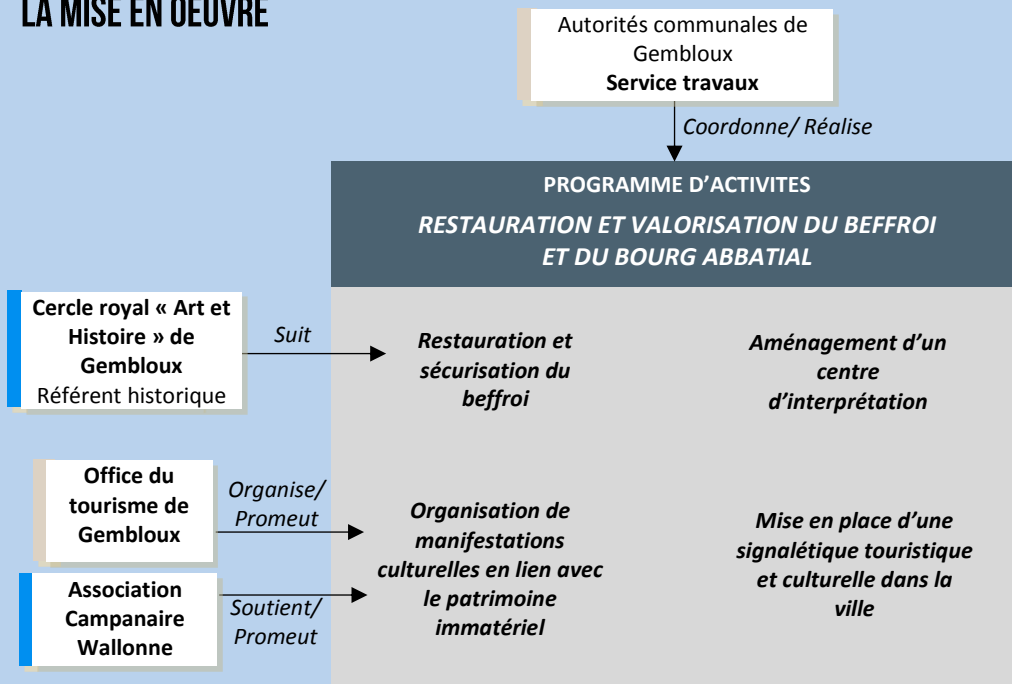 LA MISE EN OEUVRE
Autorités communales de
Gembloux
Service travaux
Coordonne/ Réalise
PROGRAMME D'ACTIVITES
RESTAURATION ET VALORISATION DU BEFFROI
ET DU BOURG ABBATIAL
Cercle royal « Art et
Histoire » de
Gembloux
Référent historique
Suit
Restauration et
sécurisation du
beffroi
Aménagement d'un
centre
d'interprétation
Office du
tourisme de
Gembloux
Organise/
Promeut
Organisation de
manifestations
culturelles en lien avec
le patrimoine
immatériel
Mise en place d'une
signalétique touristique
et culturelle dans la
ville
Association
Campanaire
Wallonne
Soutient/
Promeut